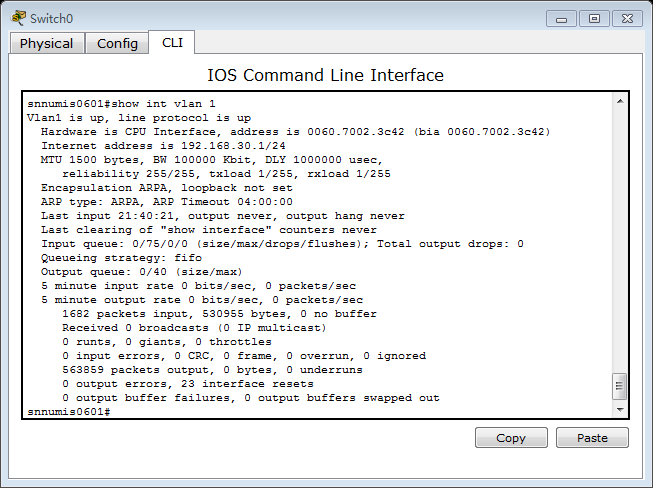 Switch0
Physical Config CLI
IOS Command Line Interface
snnumis0601#show int vlan 1
Vlan1 is up, line protocol is up
  Hardware is CPU Interface, address is 0060.7002.3c42 (bia 0060.7002.3c42)
  Internet address is 192.168.30.1/24
  MTU 1500 bytes, BW 100000 Kbit, DLY 1000000 usec,
     reliability 255/255, txload 1/255, rxload 1/255
  Encapsulation ARPA, loopback not set
  ARP type: ARPA, ARP Timeout 04:00:00
  Last input 21:40:21, output never, output hang never
  Last clearing of "show interface" counters never
  Input queue: 0/75/0/0 (size/max/drops/flushes); Total output drops: 0
  Queueing strategy: fifo
  Output queue: 0/40 (size/max)
  5 minute input rate 0 bits/sec, 0 packets/sec
  5 minute output rate 0 bits/sec, 0 packets/sec
     1682 packets input, 530955 bytes, 0 no buffer
     Received 0 broadcasts (0 IP multicast)
     0 runts, 0 giants, 0 throttles
     0 input errors, 0 CRC, 0 frame, 0 overrun, 0 ignored
     563859 packets output, 0 bytes, 0 underruns
     0 output errors, 23 interface resets
     0 output buffer failures, 0 output buffers swapped out
snnumis0601#
Copy Paste